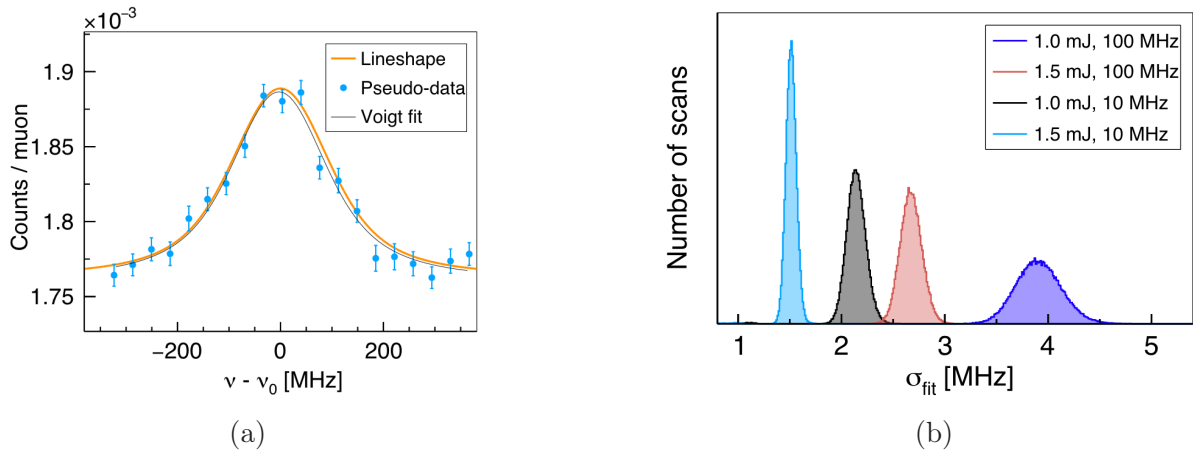 ×10⁻³
1.9
1.85
1.8
1.75
Counts / muon
Lineshape
Pseudo-data
Voigt fit
−200 0 200
ν - ν₀ [MHz]
(a)
Number of scans
1.0 mJ, 100 MHz
1.5 mJ, 100 MHz
1.0 mJ, 10 MHz
1.5 mJ, 10 MHz
1 2 3 4 5
σfit [MHz]
(b)